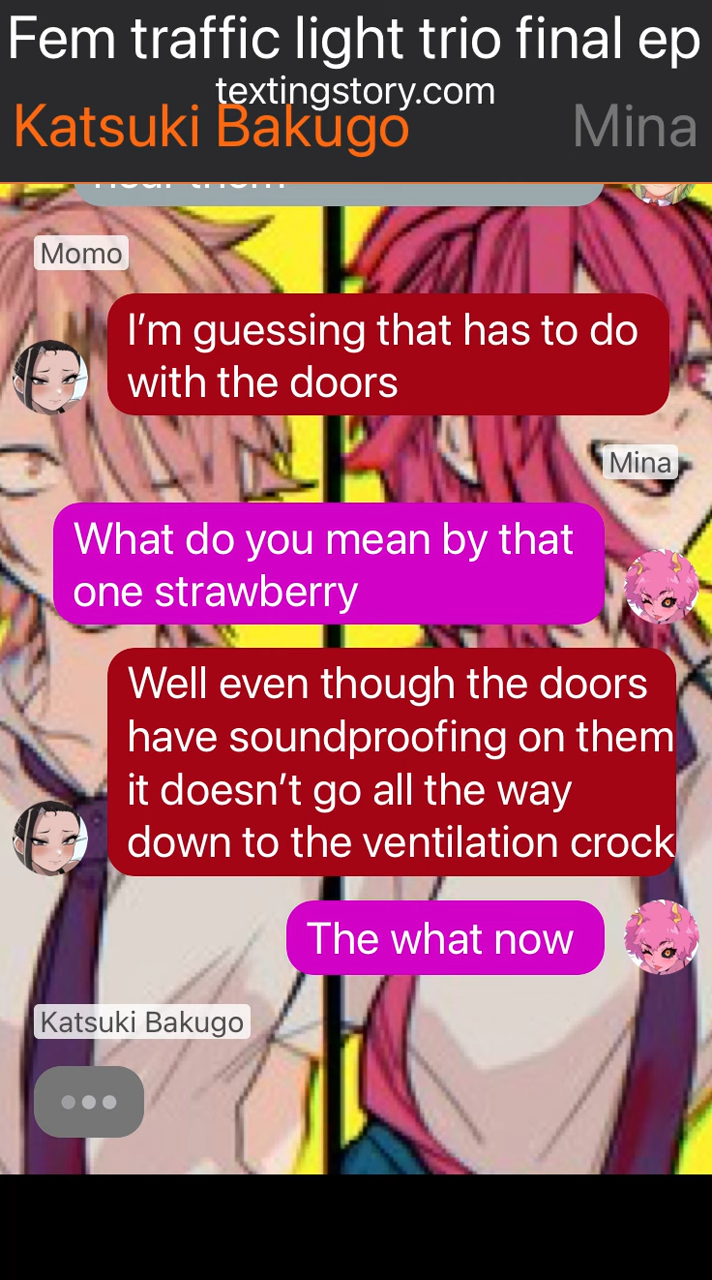 Fem traffic light trio final ep
textingstory.com
Katsuki Bakugo Mina
Momo
I’m guessing that has to do
with the doors
Mina
What do you mean by that
one strawberry
Well even though the doors
have soundproofing on them
it doesn’t go all the way
down to the ventilation crock
The what now
Katsuki Bakugo